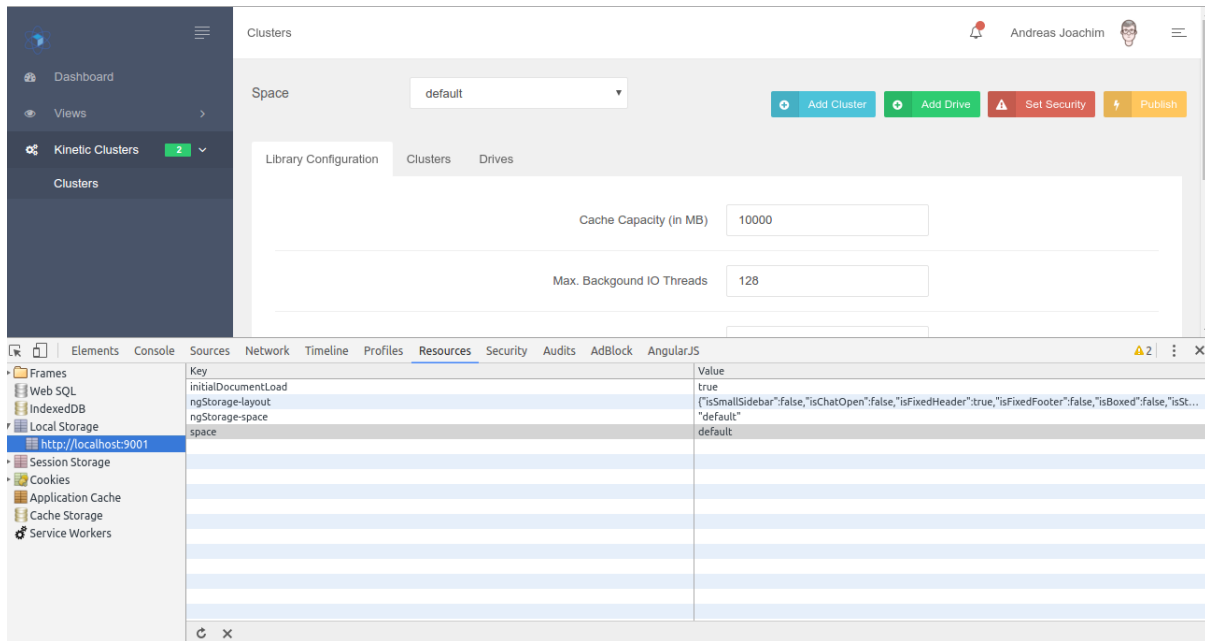 Clusters
Andreas Joachim
Dashboard
Views
Kinetic Clusters 2
Clusters
Space default
Add Cluster Add Drive Set Security Publish
Library Configuration Clusters Drives
Cache Capacity (in MB) 10000
Max. Backgound IO Threads 128
Elements Console Sources Network Timeline Profiles Resources Security Audits AdBlock AngularJS 2
Frames
Web SQL
IndexedDB
Local Storage
http://localhost:9001
Session Storage
Cookies
Application Cache
Cache Storage
Service Workers
Key Value
initialDocumentLoad true
ngStorage-layout {"isSmallSidebar":false,"isChatOpen":false,"isFixedHeader":true,"isFixedFooter":false,"isBoxed":false,"isSt...
ngStorage-space "default"
space default